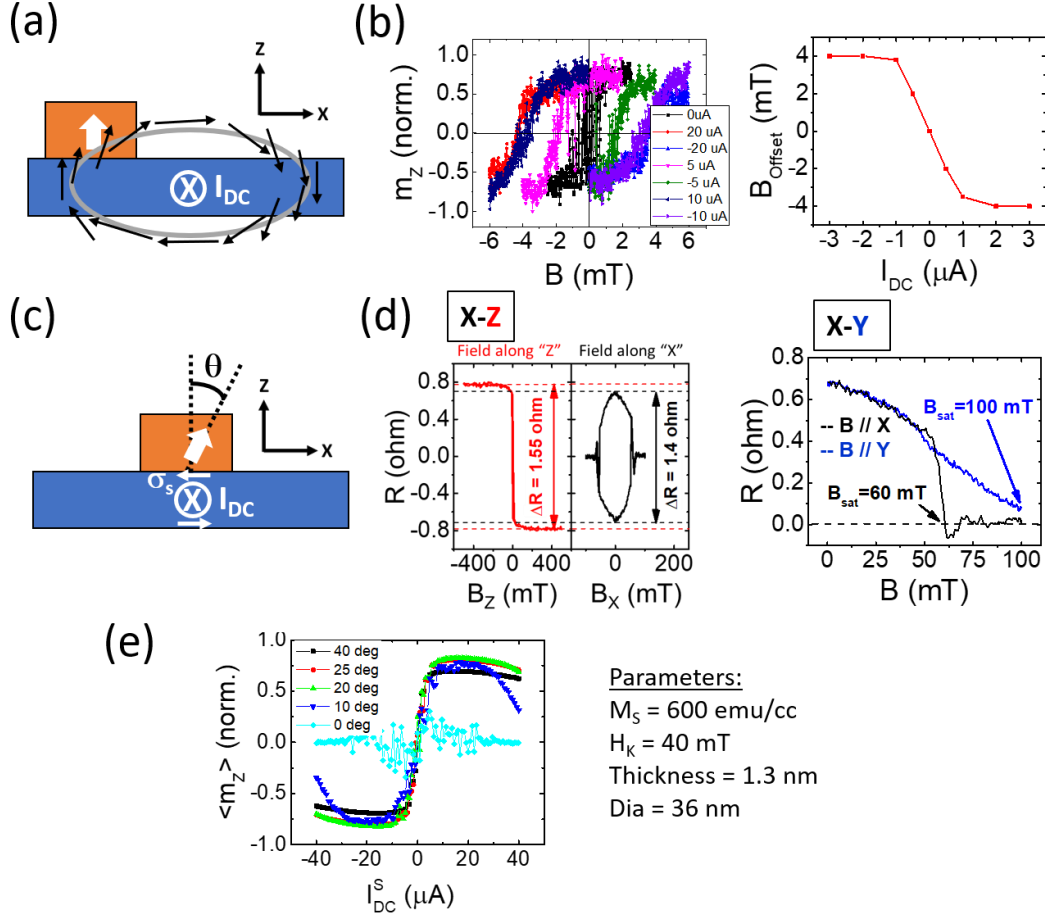 (a)
Z
X
I_DC
(b)
m_Z (norm.)
1.0
0.5
0.0
-0.5
-1.0
-6 -4 -2 0 2 4 6
B (mT)
0uA
20 uA
-20 uA
5 uA
-5 uA
10 uA
-10 uA
B_Offset (mT)
4
2
0
-2
-4
-3 -2 -1 0 1 2 3
I_DC (μA)
(c)
θ
Z
X
σ_s
I_DC
(d)
X-Z
Field along “Z”
Field along “X”
R (ohm)
0.8
0.4
0.0
-0.4
-0.8
ΔR = 1.55 ohm
ΔR = 1.4 ohm
-400 0 400
0 200
B_Z (mT)
B_X (mT)
X-Y
R (ohm)
0.6
0.4
0.2
0.0
B_sat=100 mT
-- B // X
-- B // Y
B_sat=60 mT
0 25 50 75 100
B (mT)
(e)
<m_Z> (norm.)
1.0
0.5
0.0
-0.5
-1.0
40 deg
25 deg
20 deg
10 deg
0 deg
-40 -20 0 20 40
I_DC^S (μA)
Parameters:
M_S = 600 emu/cc
H_K = 40 mT
Thickness = 1.3 nm
Dia = 36 nm